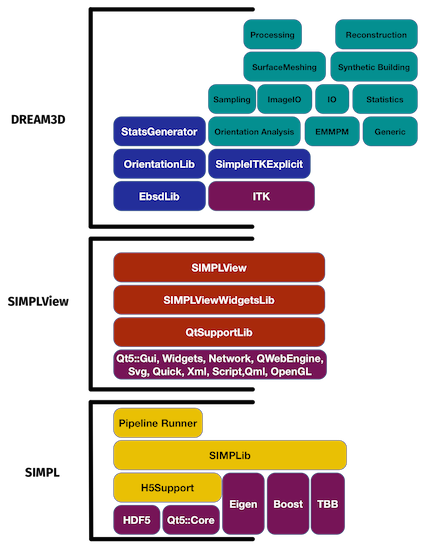 Processing
Reconstruction
SurfaceMeshing
Synthetic Building
Sampling
ImageIO
IO
Statistics
DREAM3D
StatsGenerator
Orientation Analysis
EMMPM
Generic
OrientationLib
SimpleITKExplicit
EbsdLib
ITK
SIMPLView
SIMPLView
SIMPLViewWidgetsLib
QtSupportLib
Qt5::Gui, Widgets, Network, QWebEngine,
Svg, Quick, Xml, Script,Qml, OpenGL
Pipeline Runner
SIMPLib
SIMPL
H5Support
Eigen
Boost
TBB
HDF5
Qt5::Core